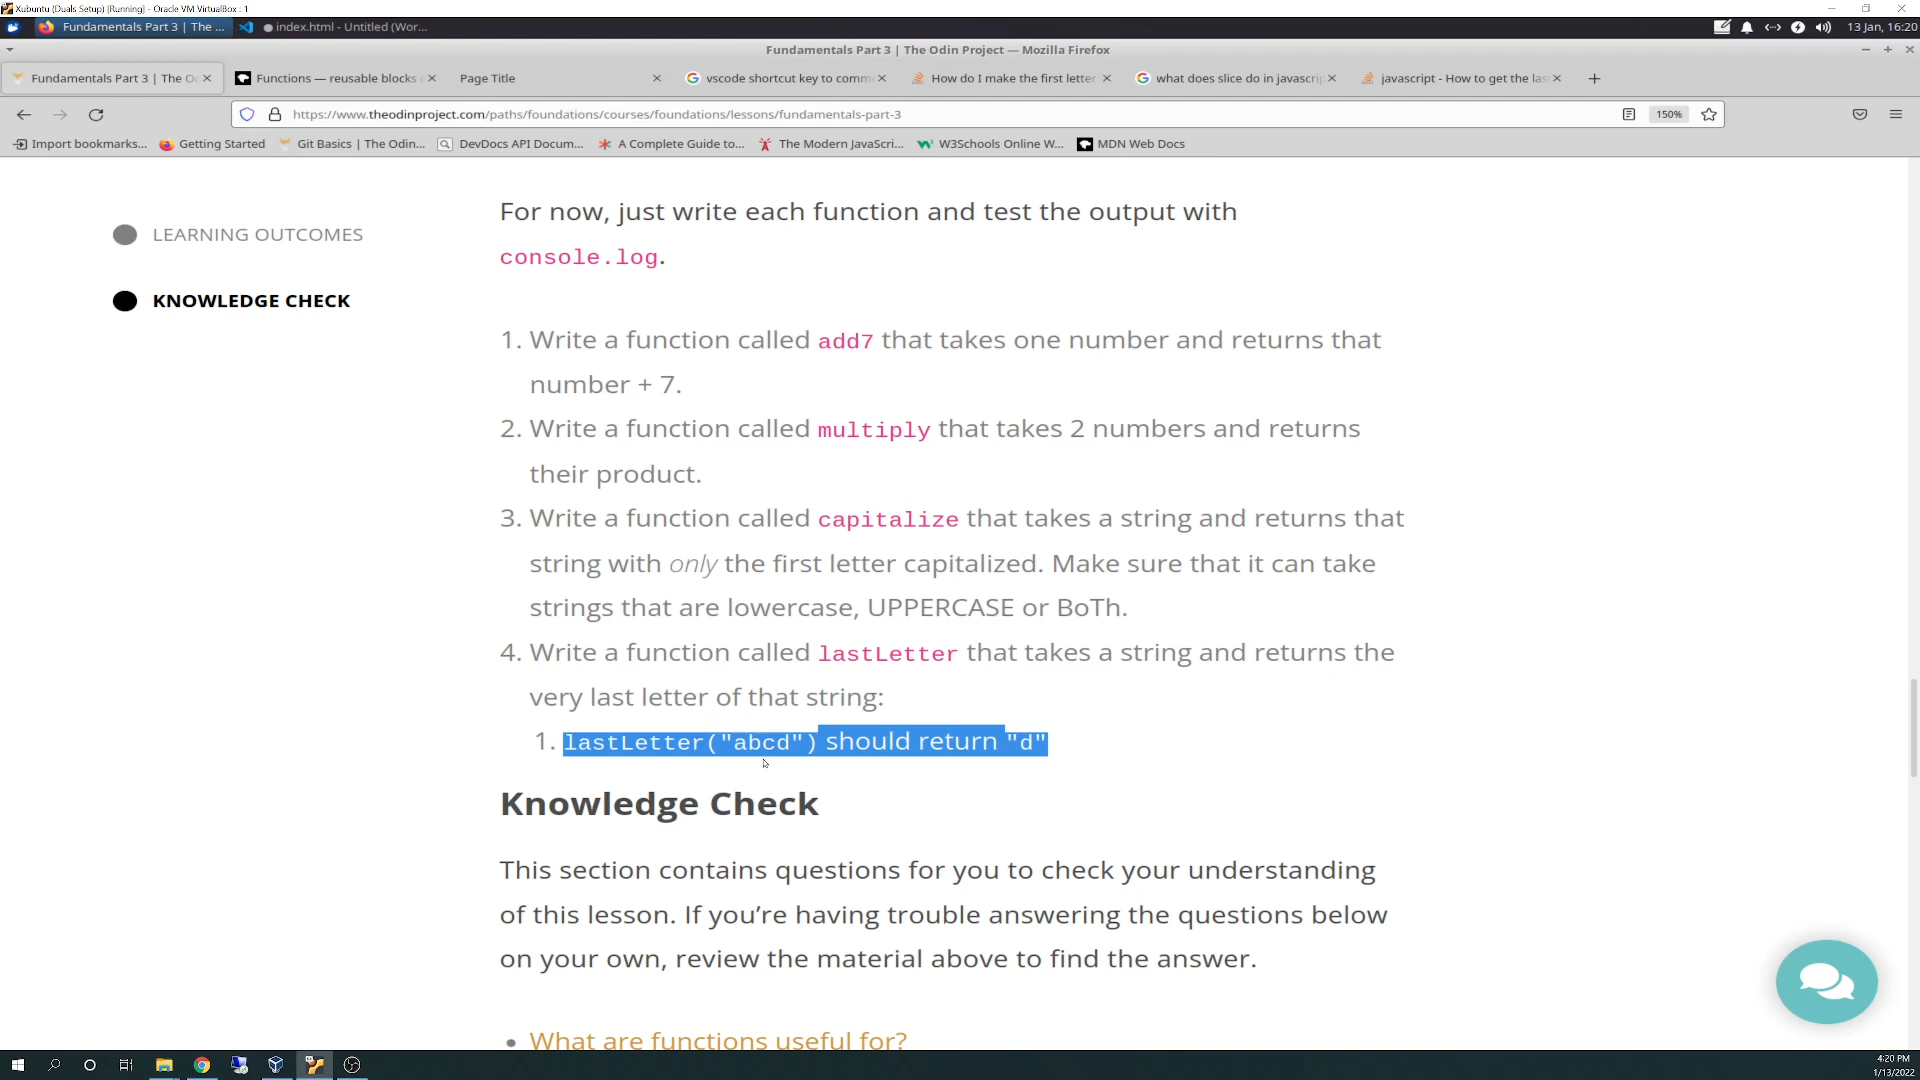 Xubuntu (Duals Setup) [Running] - Oracle VM VirtualBox : 1
Fundamentals Part 3 | The ...
index.html - Untitled (Wor...
13 Jan, 16:20
Fundamentals Part 3 | The Odin Project — Mozilla Firefox
Fundamentals Part 3 | The O
Functions — reusable blocks
Page Title
vscode shortcut key to comm
How do I make the first letter
what does slice do in javascrip
javascript - How to get the las
https://www.theodinproject.com/paths/foundations/courses/foundations/lessons/fundamentals-part-3
150%
Import bookmarks...
Getting Started
Git Basics | The Odin...
DevDocs API Docum...
A Complete Guide to...
The Modern JavaScri...
W3Schools Online W...
MDN Web Docs
LEARNING OUTCOMES
KNOWLEDGE CHECK
For now, just write each function and test the output with
console.log.
1. Write a function called add7 that takes one number and returns that
number + 7.
2. Write a function called multiply that takes 2 numbers and returns
their product.
3. Write a function called capitalize that takes a string and returns that
string with only the first letter capitalized. Make sure that it can take
strings that are lowercase, UPPERCASE or BoTh.
4. Write a function called lastLetter that takes a string and returns the
very last letter of that string:
1. lastLetter("abcd") should return "d"
Knowledge Check
This section contains questions for you to check your understanding
of this lesson. If you’re having trouble answering the questions below
on your own, review the material above to find the answer.
What are functions useful for?
4:20 PM
1/13/2022